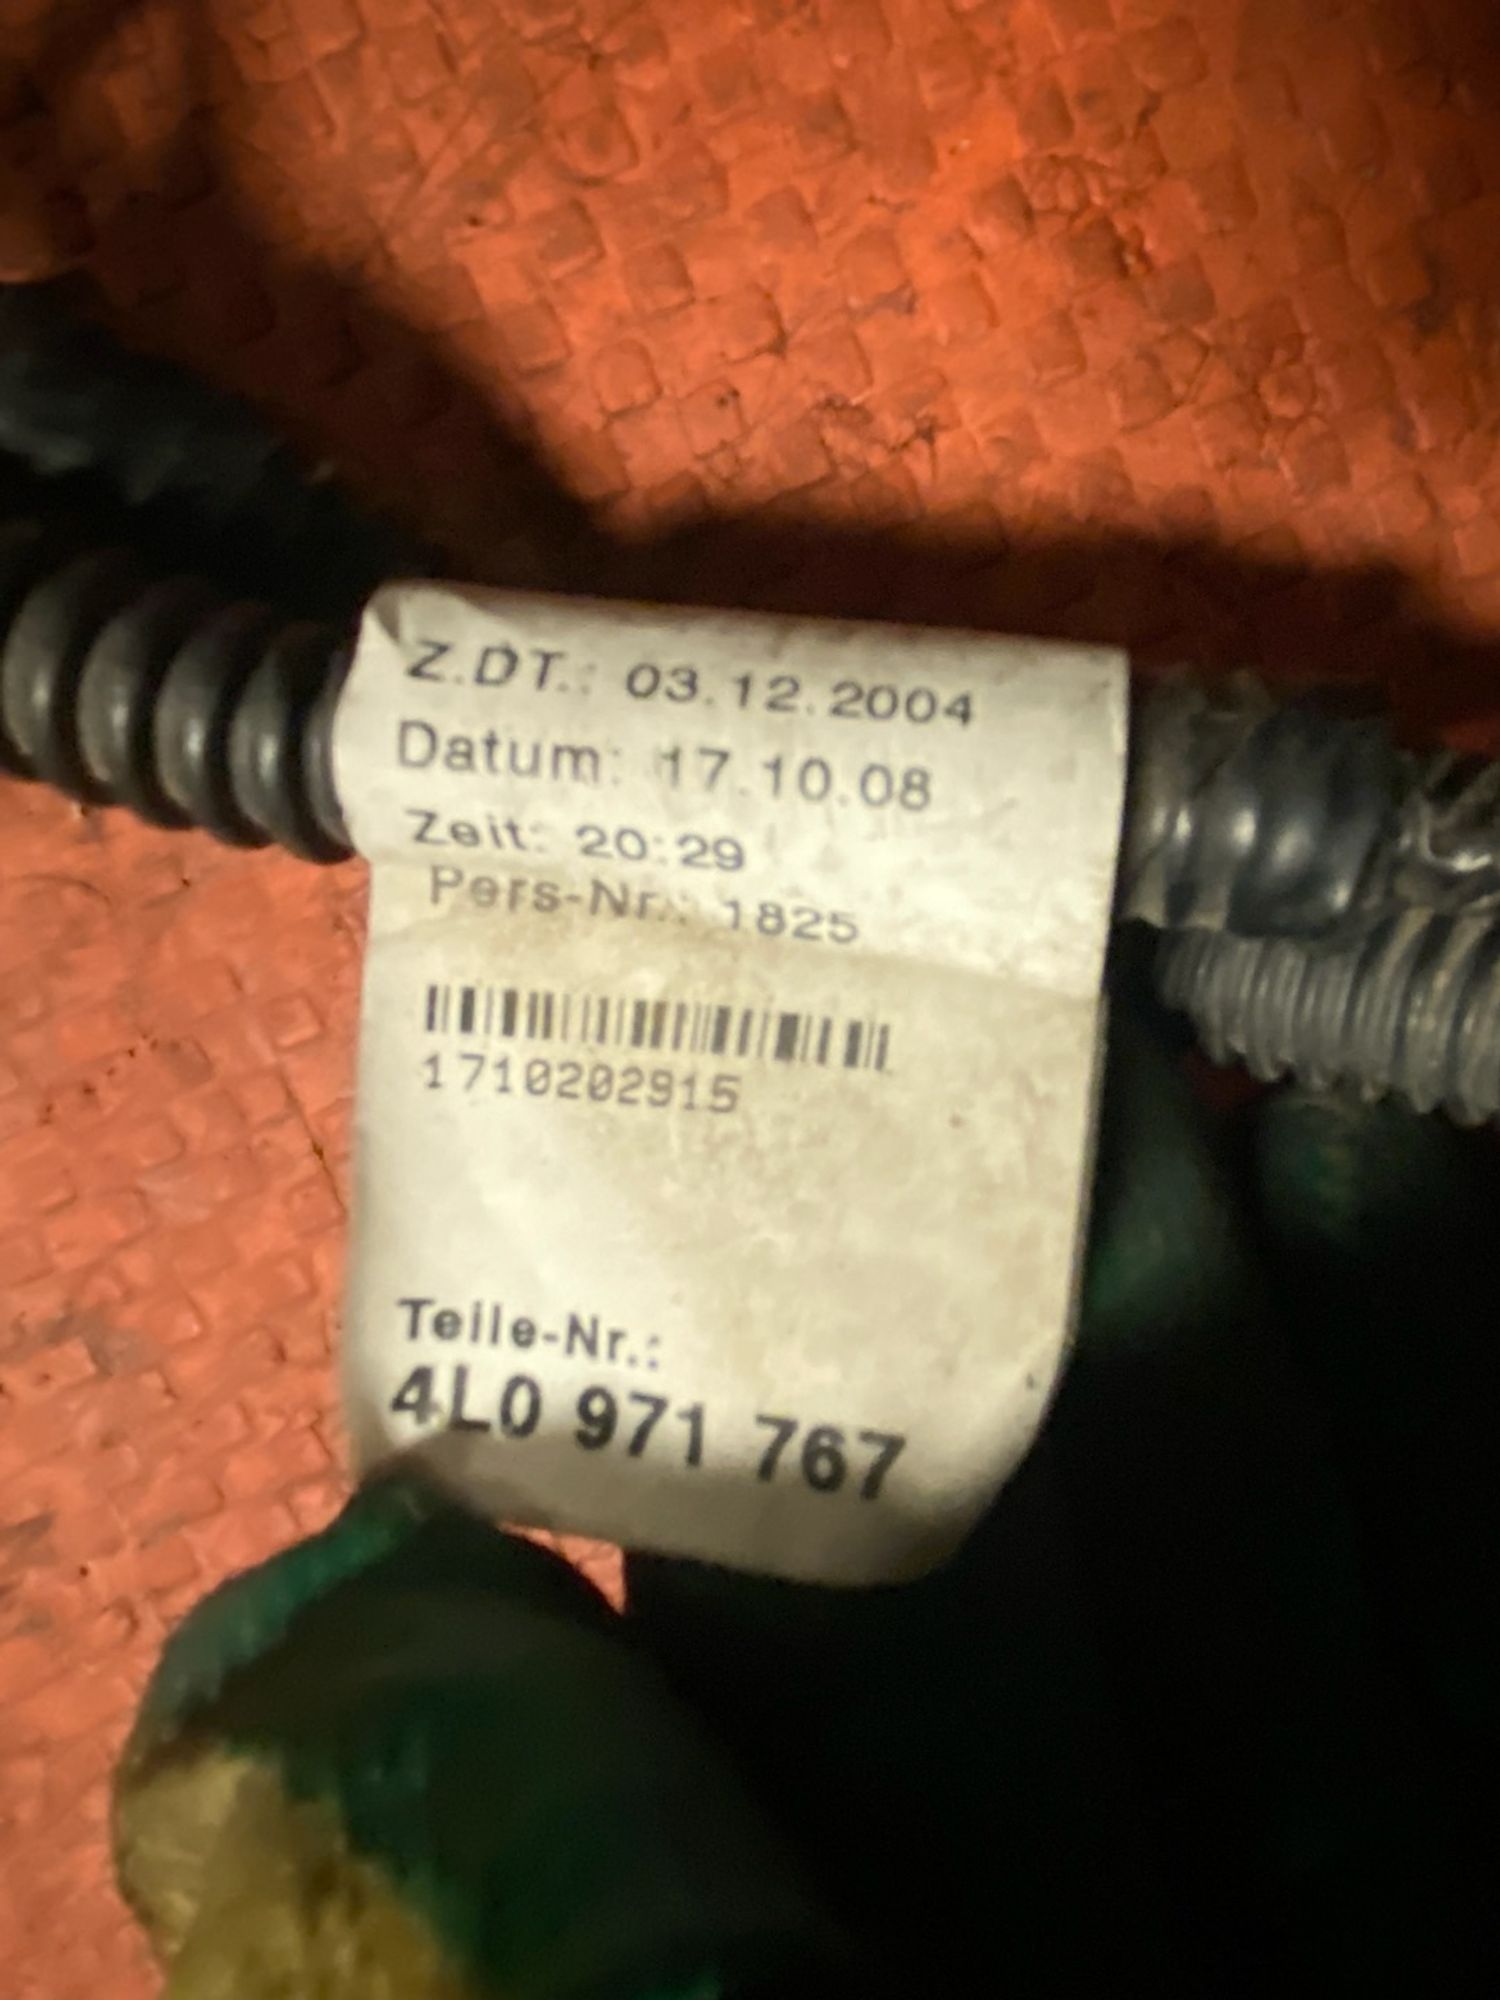 Z.DT.: 03.12.2004
Datum: 17.10.08
Zeit: 20:29
Pers-Nr.: 1825
1710202915
Teile-Nr.:
4L0 971 767